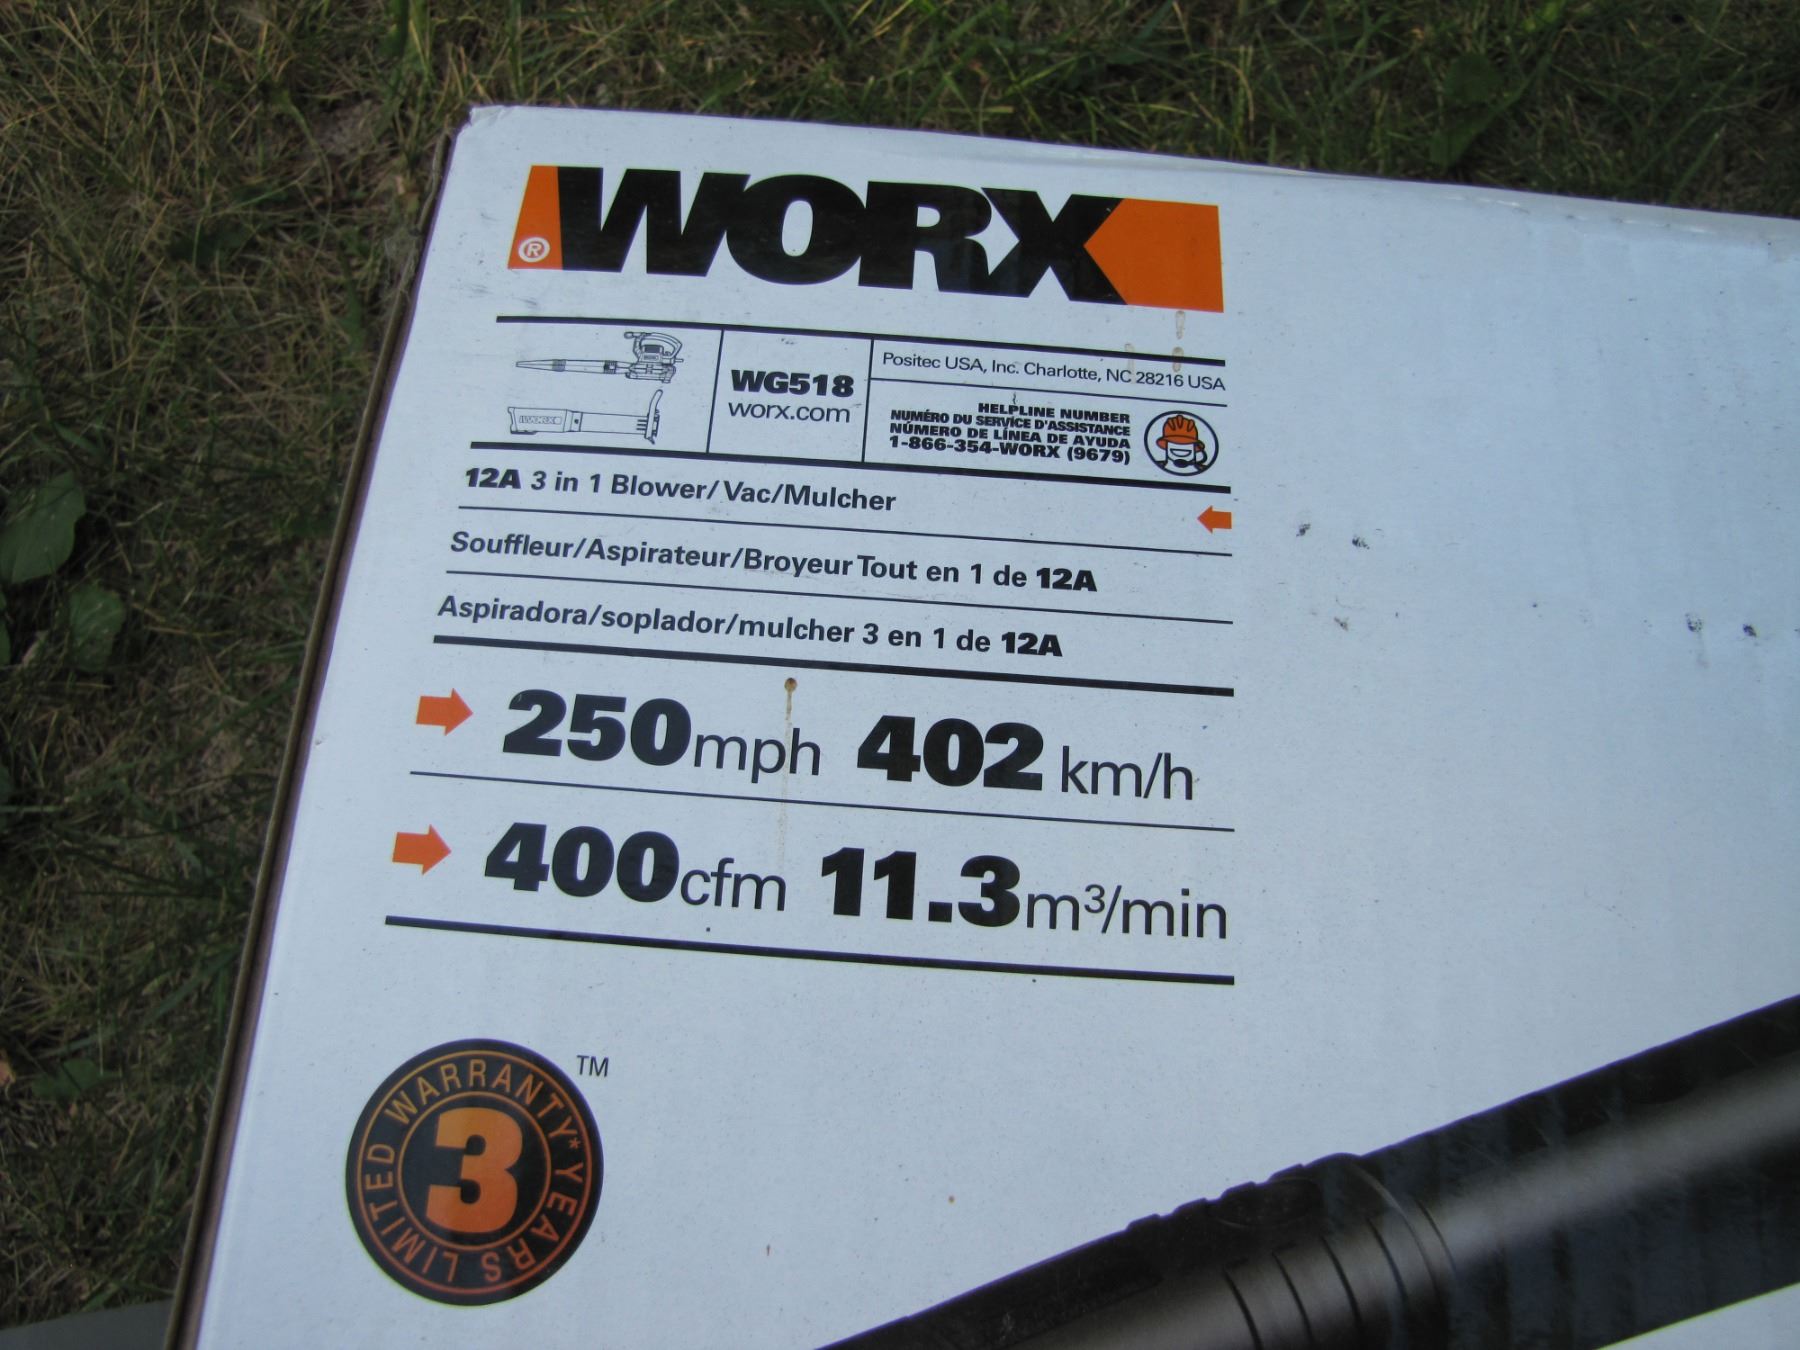 WORX
®
WORX
WG518
worx.com
Positec USA, Inc. Charlotte, NC 28216 USA
HELPLINE NUMBER
NUMÉRO DU SERVICE D'ASSISTANCE
NÚMERO DE LÍNEA DE AYUDA
1-866-354-WORX (9679)
12A 3 in 1 Blower/Vac/Mulcher
Souffleur/Aspirateur/Broyeur Tout en 1 de 12A
Aspiradora/soplador/mulcher 3 en 1 de 12A
250mph 402 km/h
400cfm 11.3m³/min
LIMITED WARRANTY* YEARS
3
TM